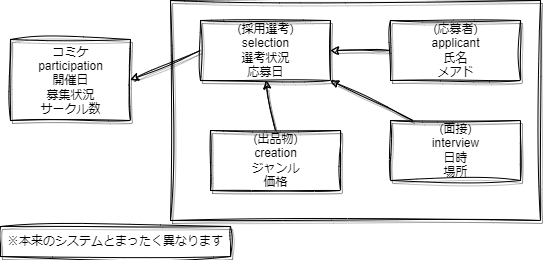 コミケ
participation
開催日
募集状況
サークル数
(採用選考)
selection
選考状況
応募日
(応募者)
applicant
氏名
メアド
(出品物)
creation
ジャンル
価格
(面接)
interview
日時
場所
※本来のシステムとまったく異なります